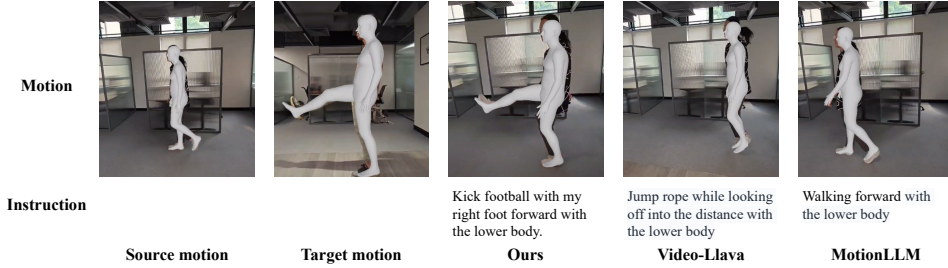 Motion
Instruction
Kick football with my
right foot forward with
the lower body.
Jump rope while looking
off into the distance with
the lower body
Walking forward with
the lower body
Source motion
Target motion
Ours
Video-Llava
MotionLLM